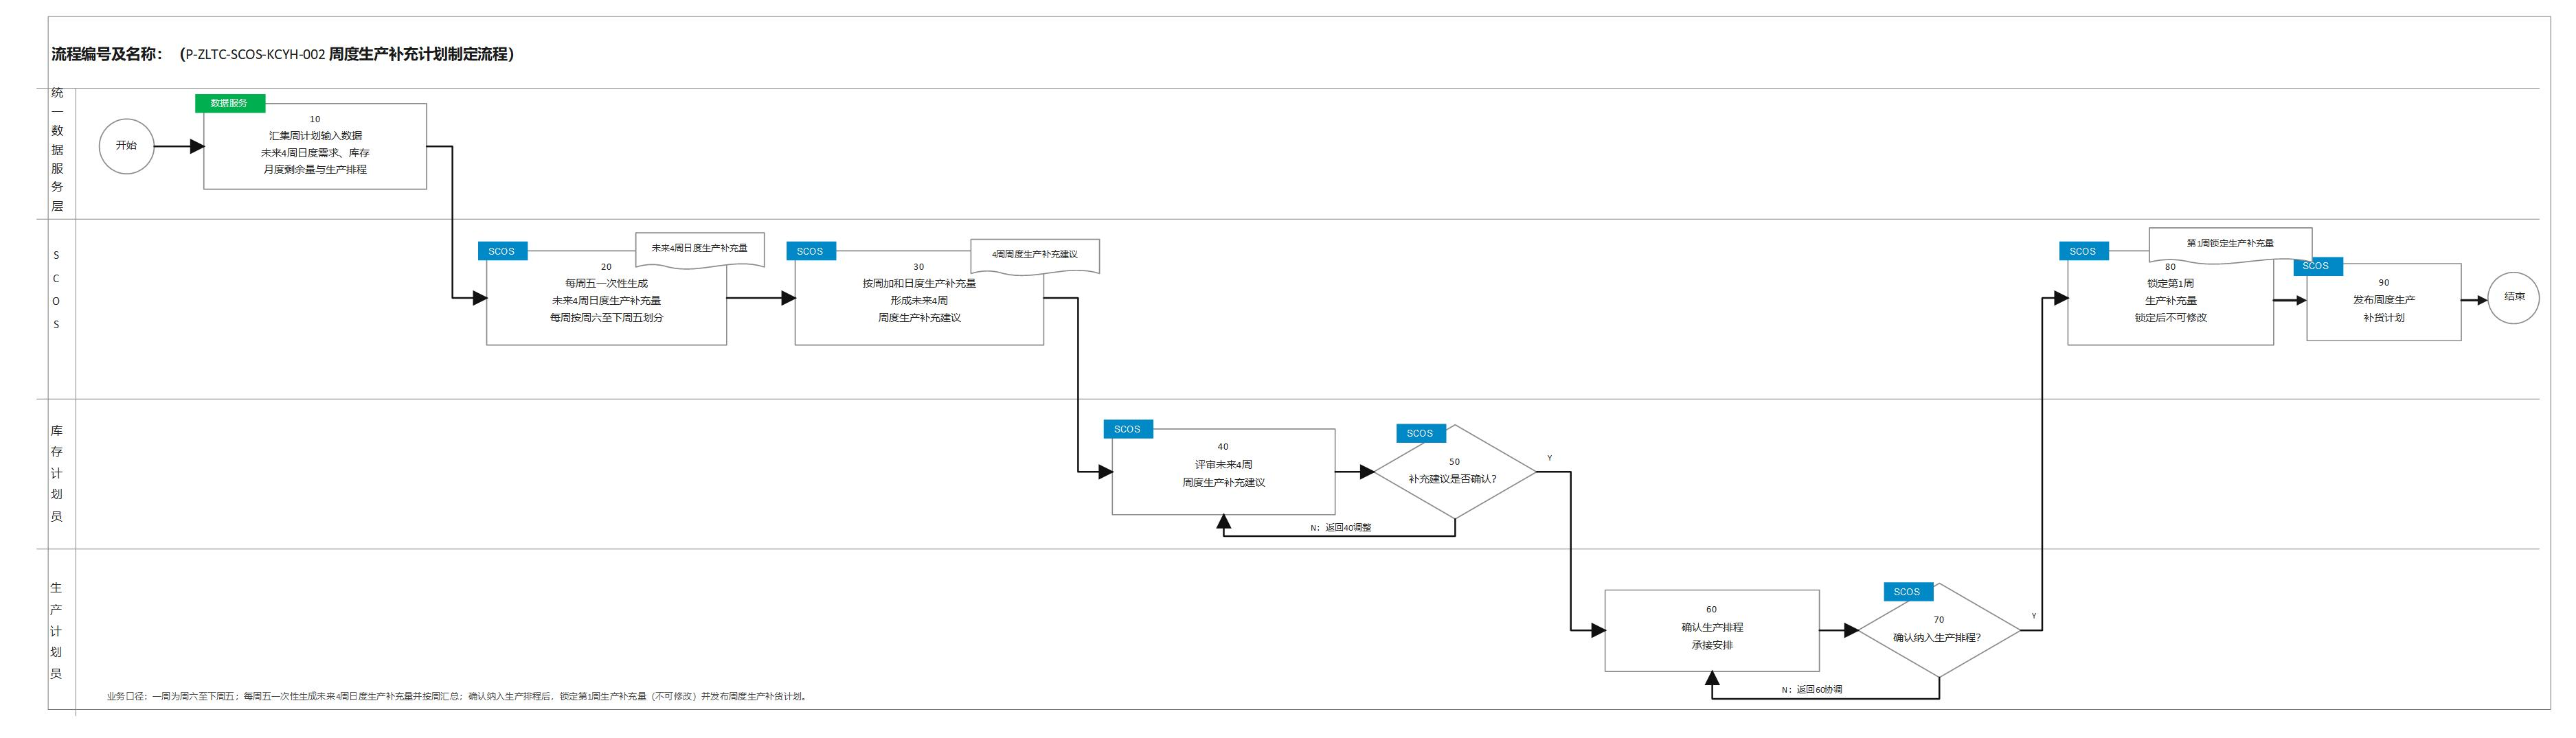 流程编号及名称：（P-ZLTC-SCOS-KCYH-002 周度生产补充计划制定流程）
统一数据服务层
开始
数据服务
10
汇集周计划输入数据
未来4周日度需求、库存
月度剩余量与生产排程
SCOS
SCOS
未来4周日度生产补充量
20
每周五一次性生成
未来4周日度生产补充量
每周按周六至下周五划分
SCOS
4周周度生产补充建议
30
按周加和日度生产补充量
形成未来4周
周度生产补充建议
SCOS
第1周锁定生产补充量
80
锁定第1周
生产补充量
锁定后不可修改
SCOS
90
发布周度生产
补货计划
结束
库存计划员
SCOS
40
评审未来4周
周度生产补充建议
SCOS
50
补充建议是否确认？
Y
N：返回40调整
生产计划员
60
确认生产排程
承接安排
SCOS
70
确认纳入生产排程？
Y
N：返回60协调
业务口径：一周为周六至下周五；每周五一次性生成未来4周日度生产补充量并按周汇总；确认纳入生产排程后，锁定第1周生产补充量（不可修改）并发布周度生产补货计划。